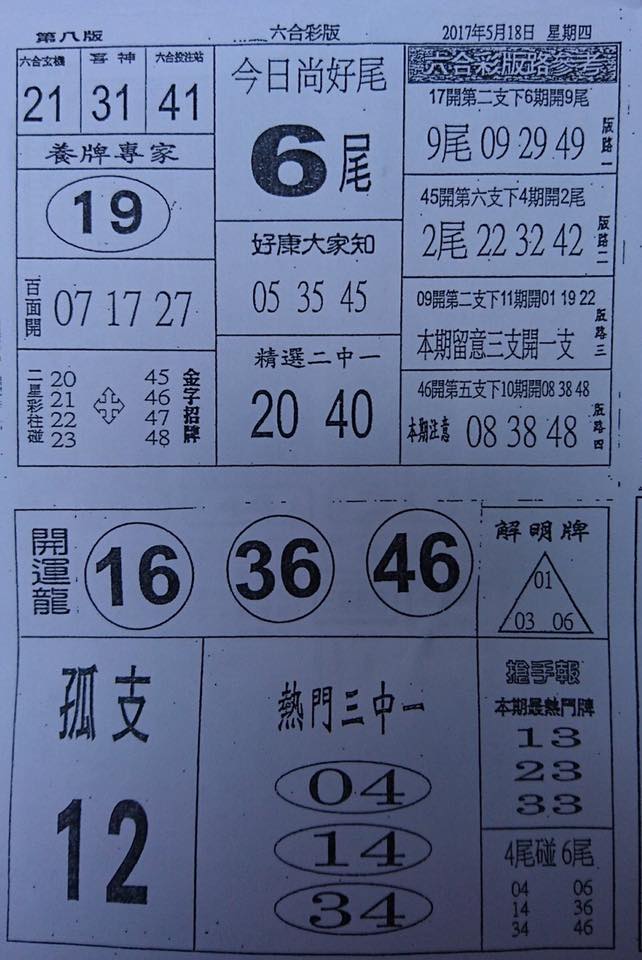 第八版 六合彩版 2017年5月18日 星期四
六合玄機 喜神 六合投注站
21 31 41
養牌專家
19
百面開
07 17 27
二星彩柱碰
20 45
21 46
22 47
23 48
金字招牌
今日尚好尾
6尾
好康大家知
05 35 45
精選二中一
20 40
六合彩版路參考
17開第二支下6期開9尾
9尾 09 29 49
版路一
45開第六支下4期開2尾
2尾 22 32 42
版路二
09開第二支下11期開01 19 22
本期留意三支開一支
版路三
46開第五支下10期開08 38 48
本期注意 08 38 48
版路四
開運龍
16 36 46
解明牌
01
03 06
孤支
12
熱門三中一
04
14
34
搶手報
本期最熱門牌
13
23
33
4尾碰6尾
04 06
14 36
34 46